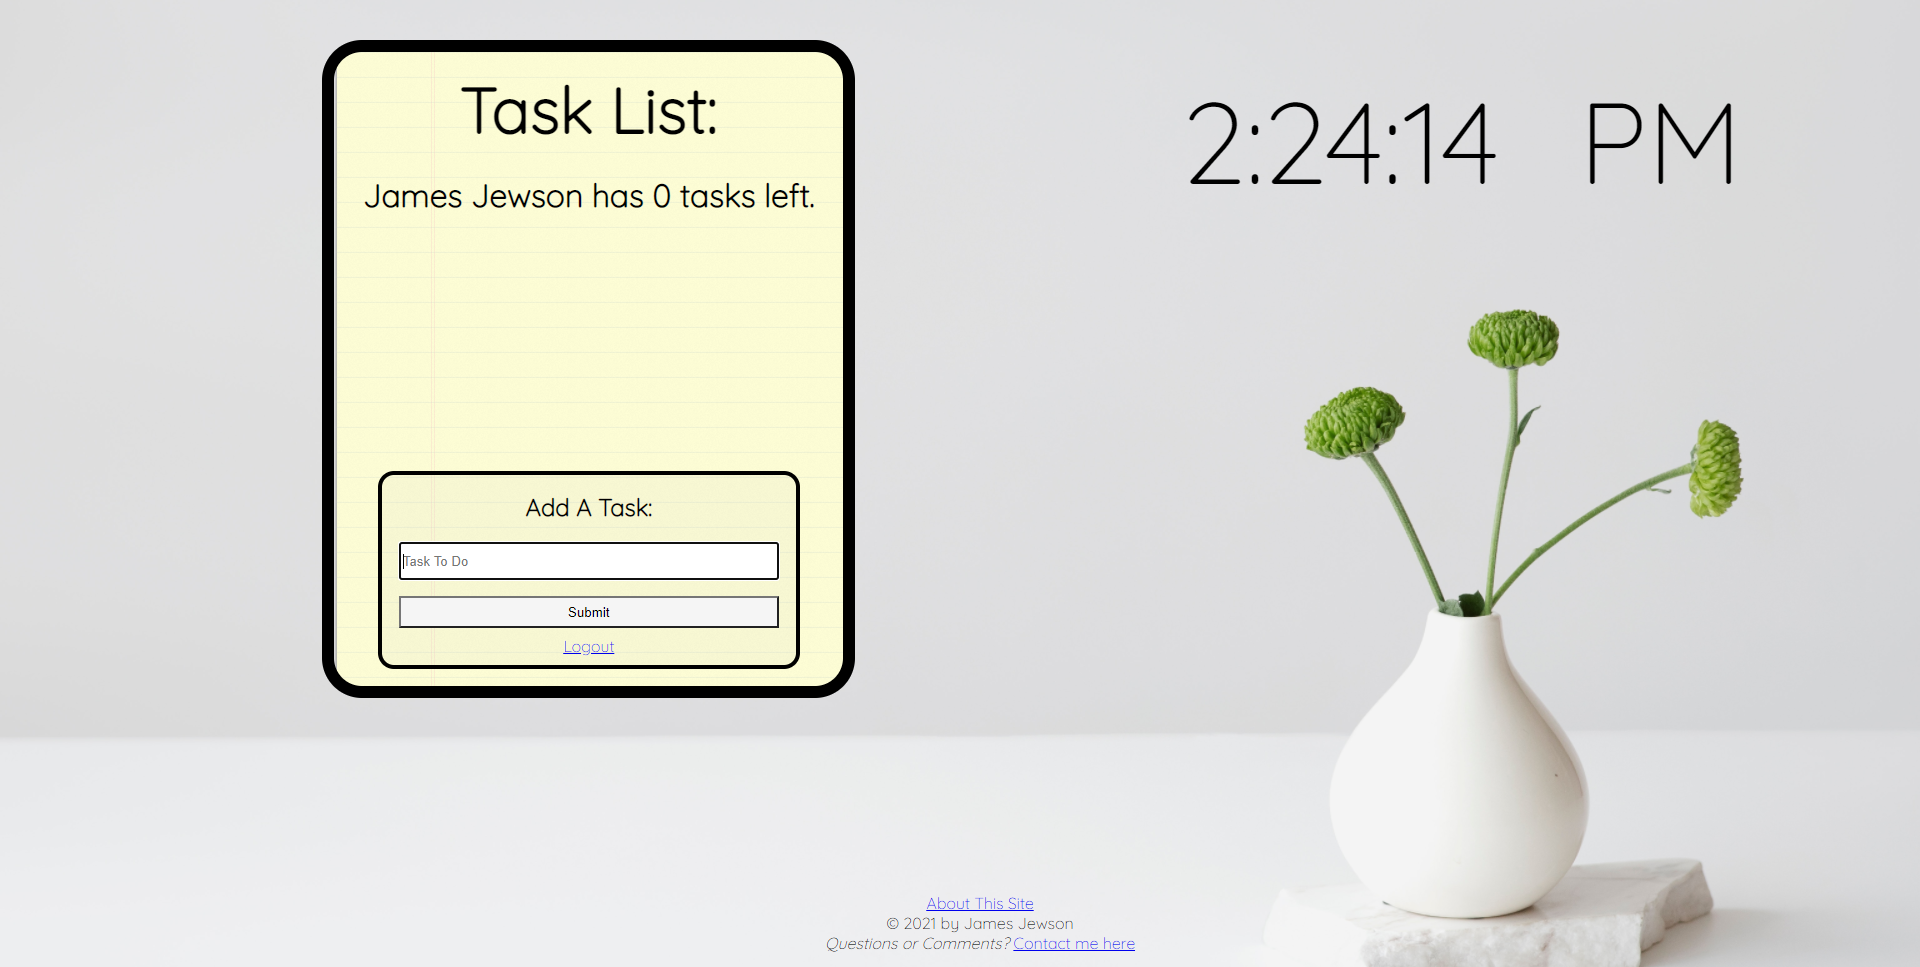 Task List:
James Jewson has 0 tasks left.
Add A Task:
Task To Do
Submit
Logout
2:24:14 PM
About This Site
© 2021 by James Jewson
Questions or Comments? Contact me here